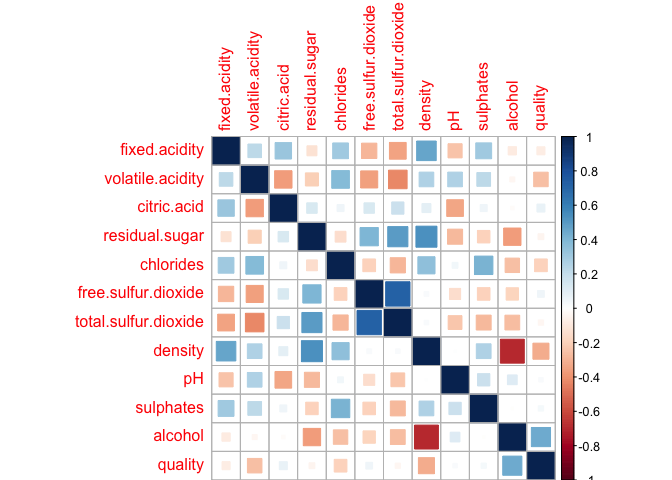 fixed.acidity
volatile.acidity
citric.acid
residual.sugar
chlorides
free.sulfur.dioxide
total.sulfur.dioxide
density
pH
sulphates
alcohol
quality
fixed.acidity
volatile.acidity
citric.acid
residual.sugar
chlorides
free.sulfur.dioxide
total.sulfur.dioxide
density
pH
sulphates
alcohol
quality
1
0.8
0.6
0.4
0.2
0
-0.2
-0.4
-0.6
-0.8
-1